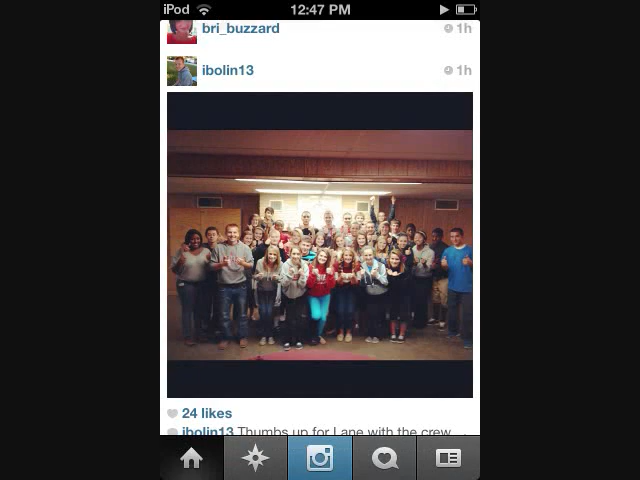 iPod 12:47 PM
bri_buzzard 1h
ibolin13 1h
24 likes
ibolin13 Thumbs up for Lane with the crew